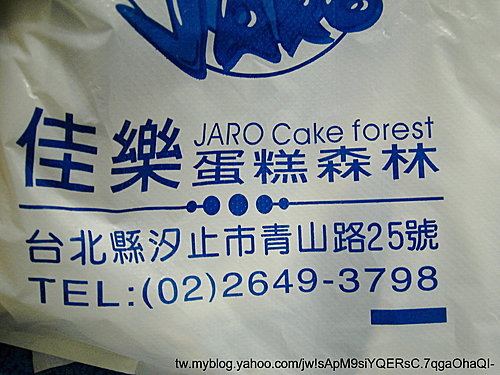 佳樂 JARO Cake forest
蛋糕森林
台北縣汐止市青山路25號
TEL:(02)2649-3798
tw.myblog.yahoo.com/jwIsApM9siYQERsC.7qgaOhaQI-